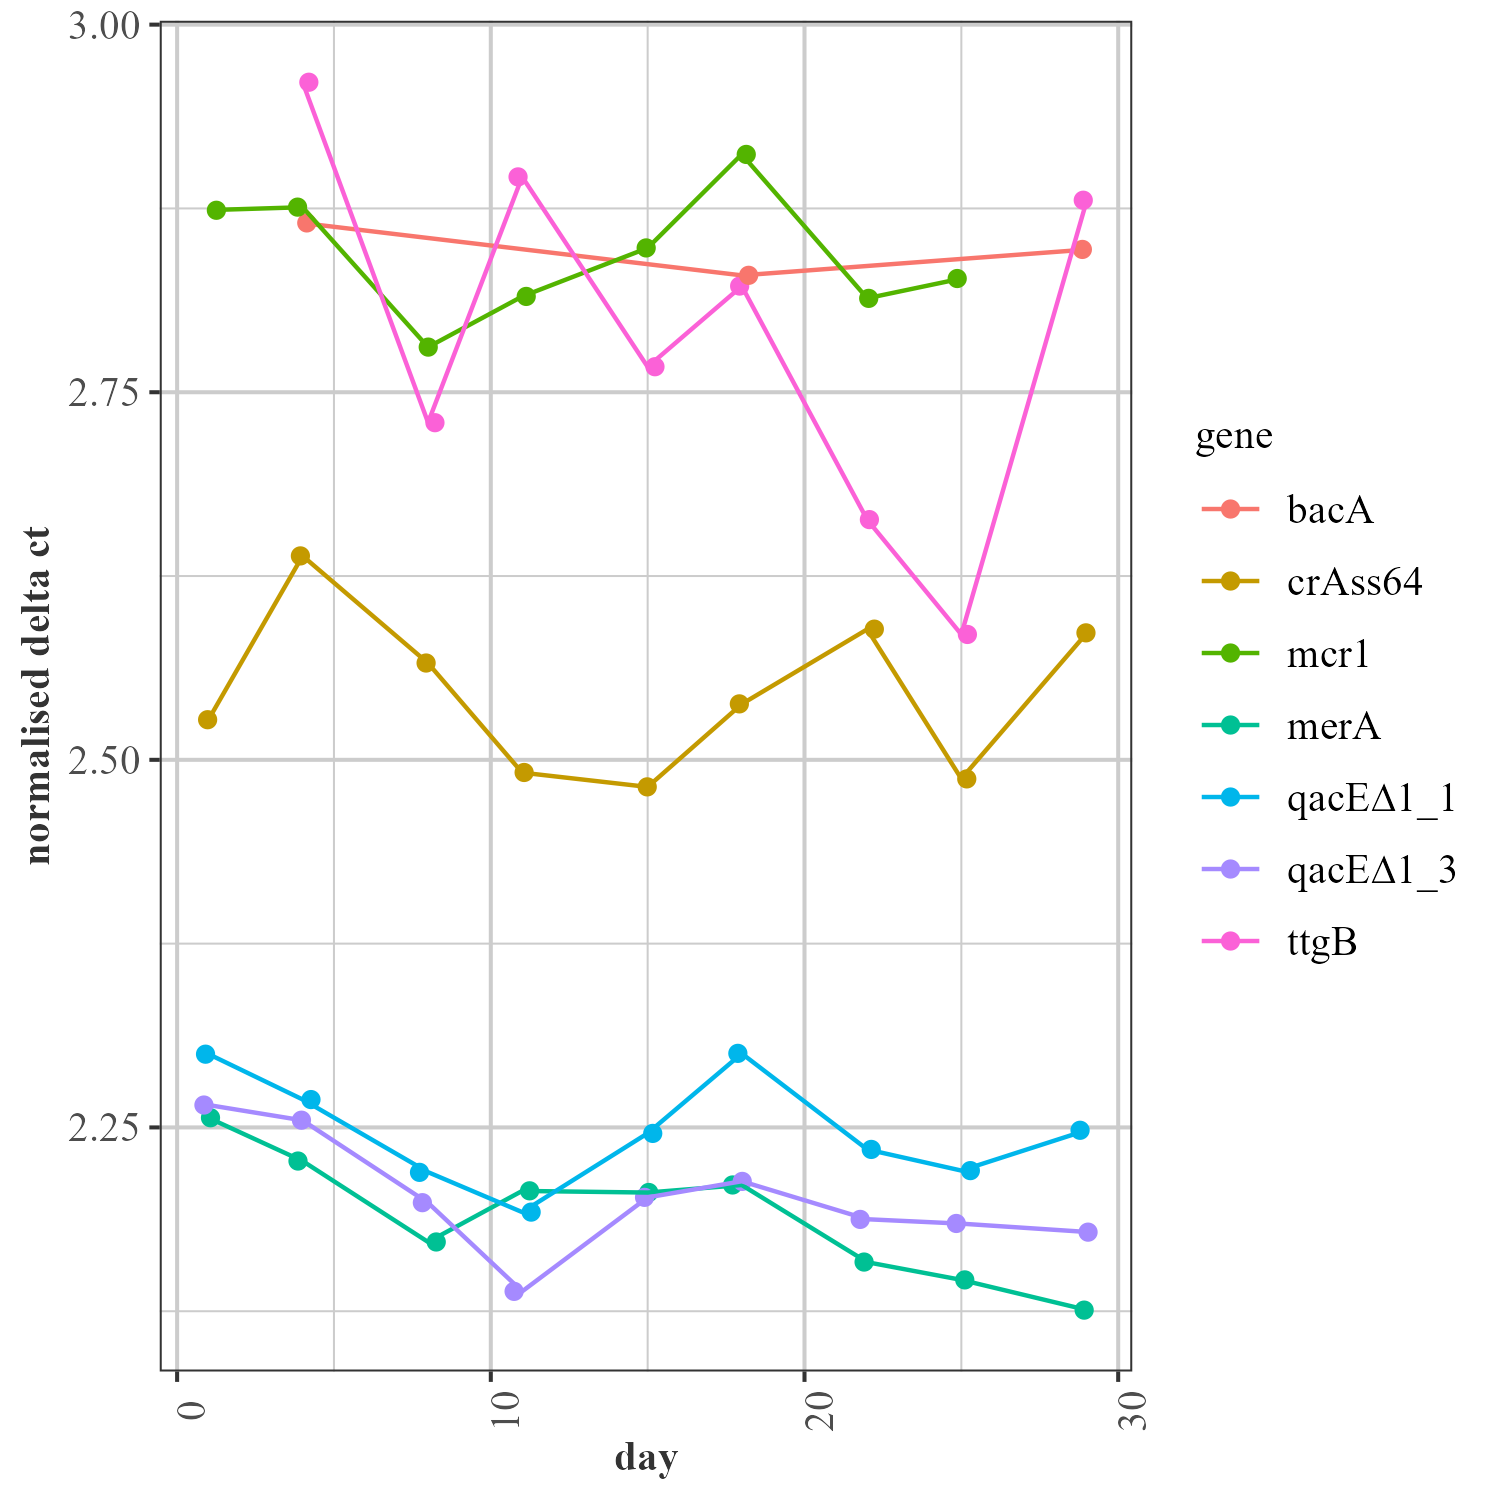 3.00
2.75
2.50
2.25
normalised delta ct
0
10
20
30
day
gene
bacA
crAss64
mcr1
merA
qacEΔ1_1
qacEΔ1_3
ttgB